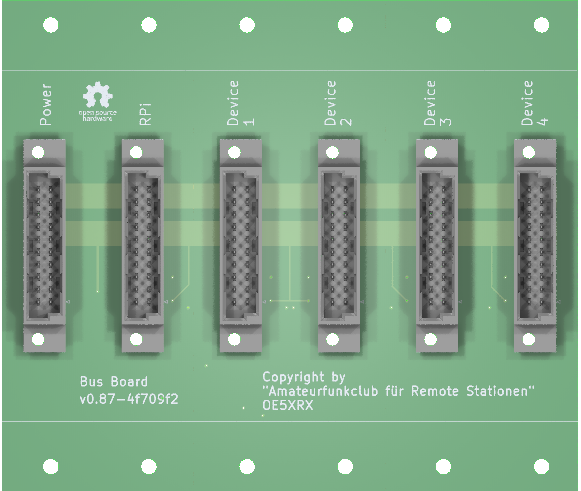 Power
open source
hardware
RPi
Device
1
Device
2
Device
3
Device
4
Bus Board
v0.87-4f709f2
Copyright by
"Amateurfunkclub für Remote Stationen"
OE5XRX